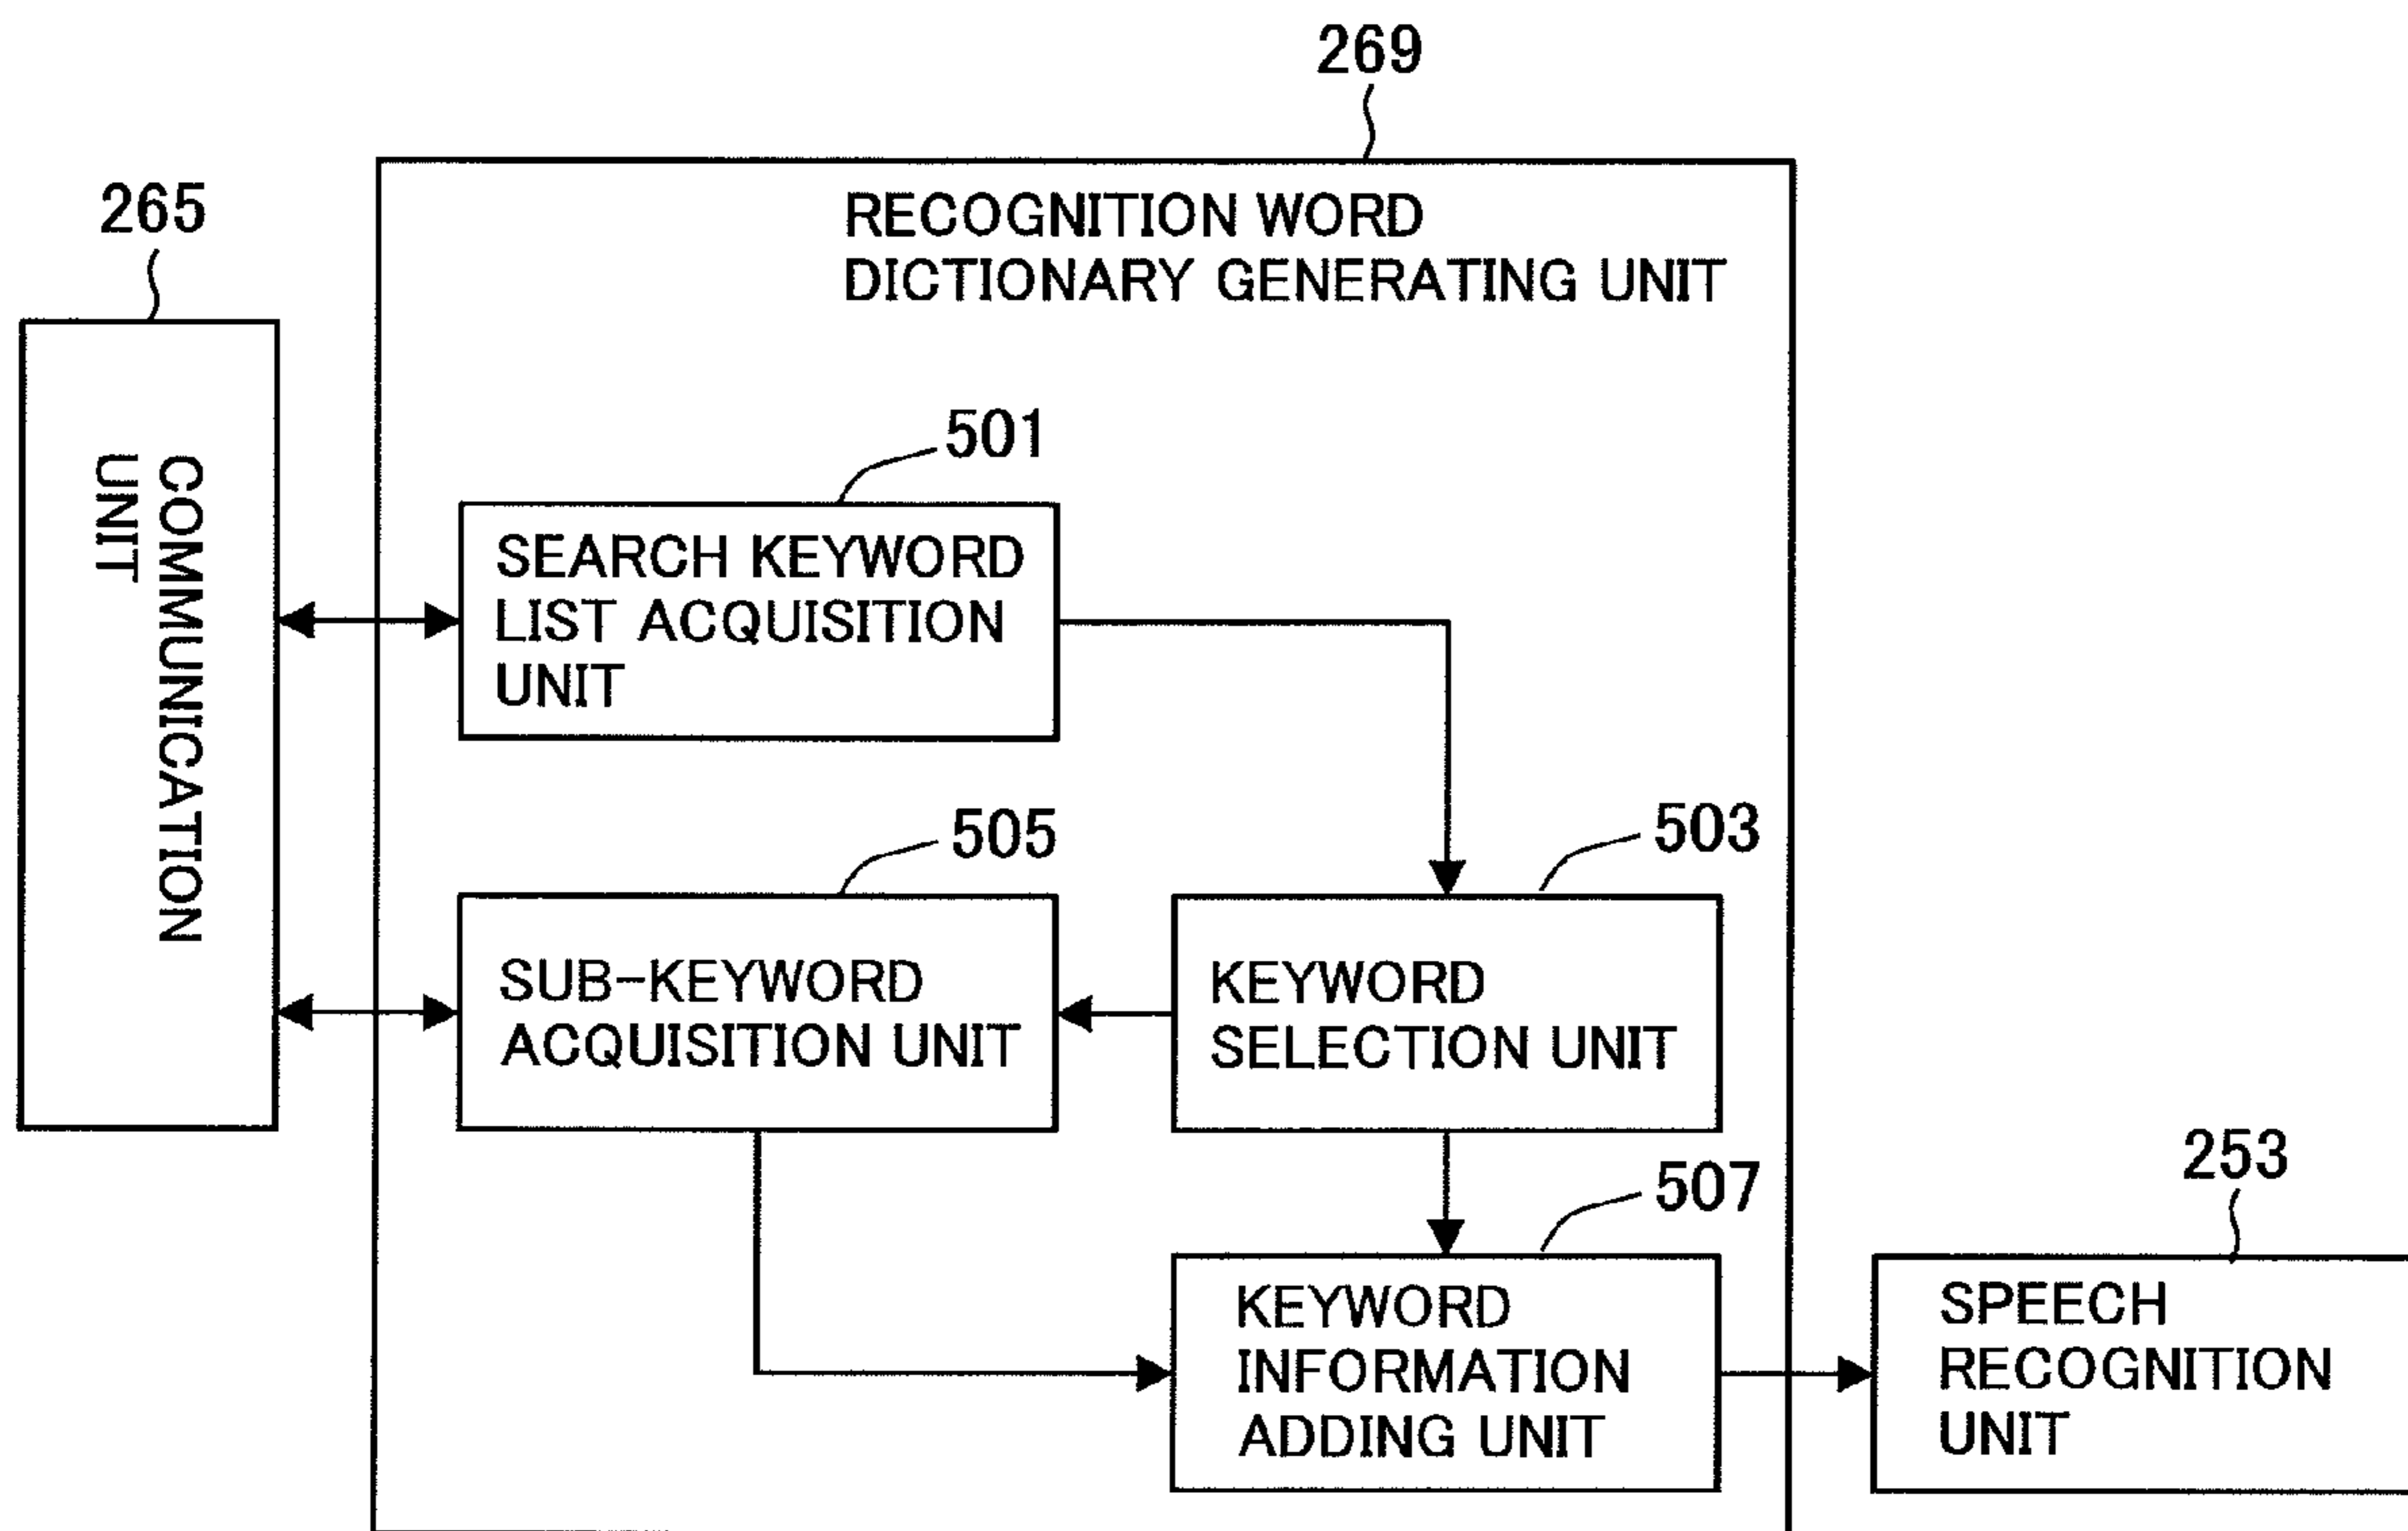 269
RECOGNITION WORD
DICTIONARY GENERATING UNIT
265
COMMUNICATION
UNIT
501
SEARCH KEYWORD
LIST ACQUISITION
UNIT
505
SUB-KEYWORD
ACQUISITION UNIT
503
KEYWORD
SELECTION UNIT
507
KEYWORD
INFORMATION
ADDING UNIT
253
SPEECH
RECOGNITION
UNIT